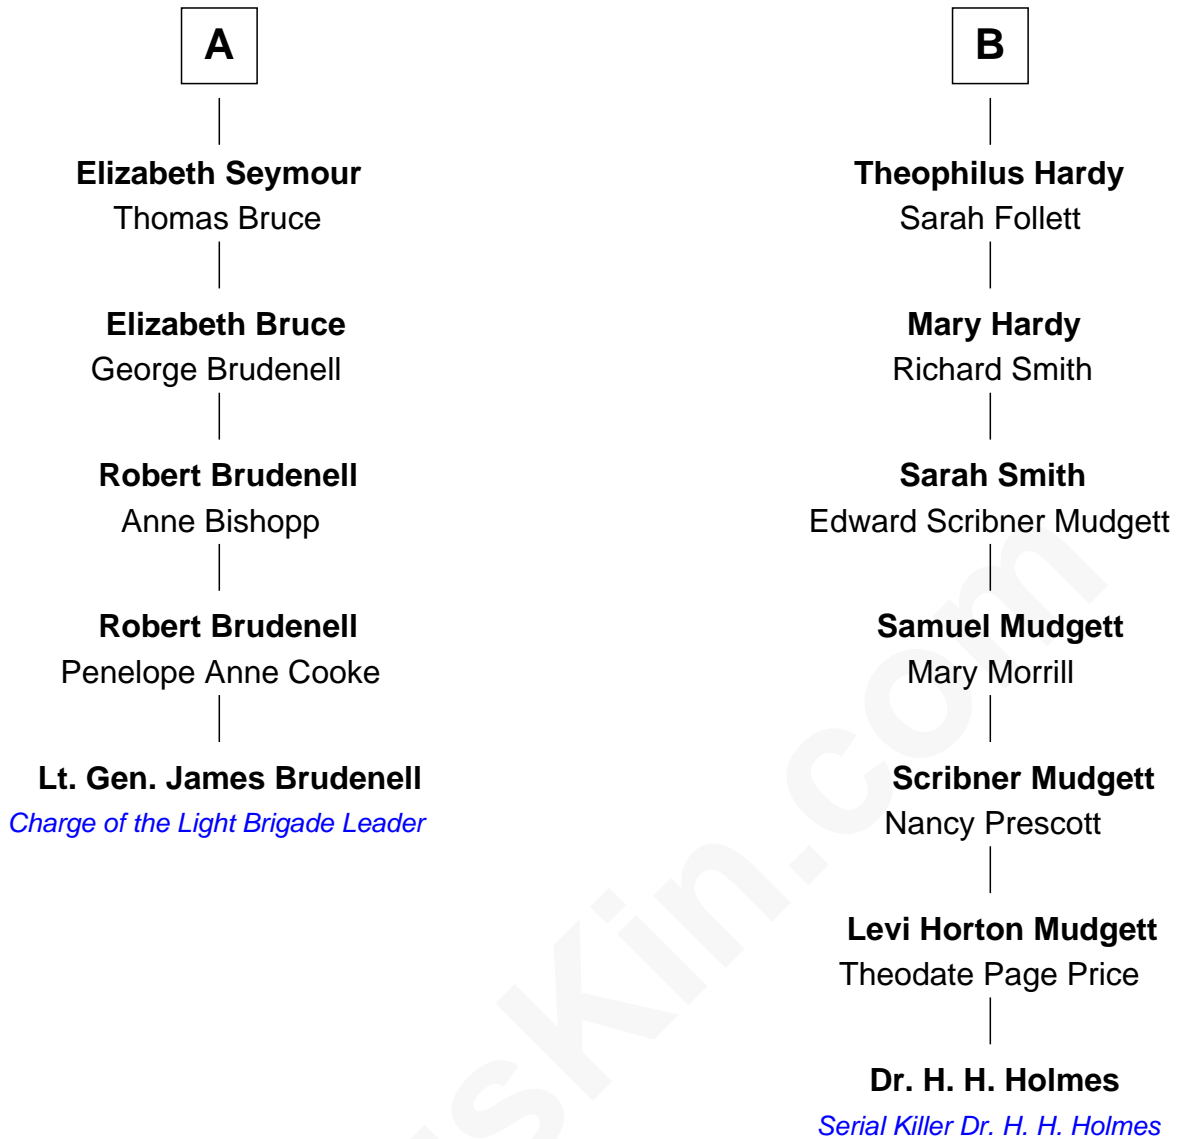 A
Elizabeth Seymour
Thomas Bruce
Elizabeth Bruce
George Brudenell
Robert Brudenell
Anne Bishopp
Robert Brudenell
Penelope Anne Cooke
Lt. Gen. James Brudenell
Charge of the Light Brigade Leader
B
Theophilus Hardy
Sarah Follett
Mary Hardy
Richard Smith
Sarah Smith
Edward Scribner Mudgett
Samuel Mudgett
Mary Morrill
Scribner Mudgett
Nancy Prescott
Levi Horton Mudgett
Theodate Page Price
Dr. H. H. Holmes
Serial Killer Dr. H. H. Holmes